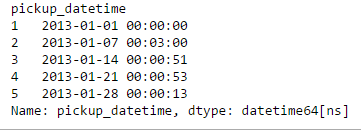 pickup_datetime
1   2013-01-01 00:00:00
2   2013-01-07 00:03:00
3   2013-01-14 00:00:51
4   2013-01-21 00:00:53
5   2013-01-28 00:00:13
Name: pickup_datetime, dtype: datetime64[ns]